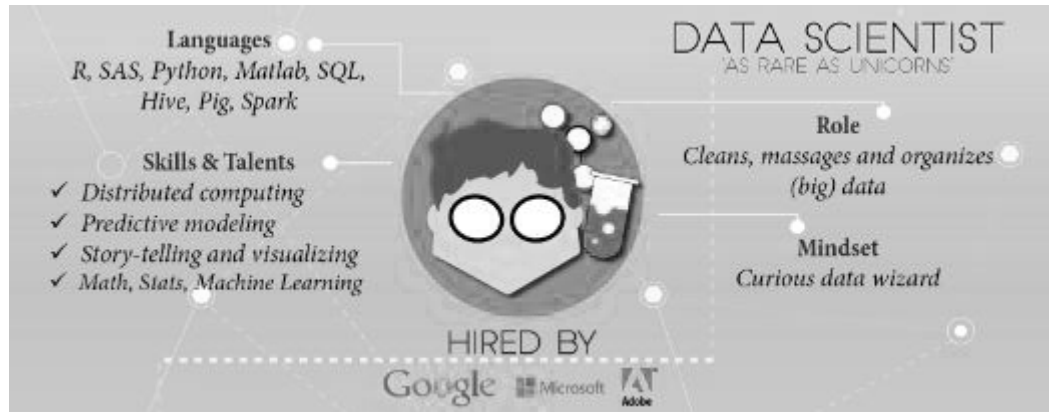 Languages
R, SAS, Python, Matlab, SQL,
Hive, Pig, Spark
Skills & Talents
✓ Distributed computing
✓ Predictive modeling
✓ Story-telling and visualizing
✓ Math, Stats, Machine Learning
DATA SCIENTIST
'AS RARE AS UNICORNS'
Role
Cleans, massages and organizes
(big) data
Mindset
Curious data wizard
HIRED BY
Google Microsoft Adobe